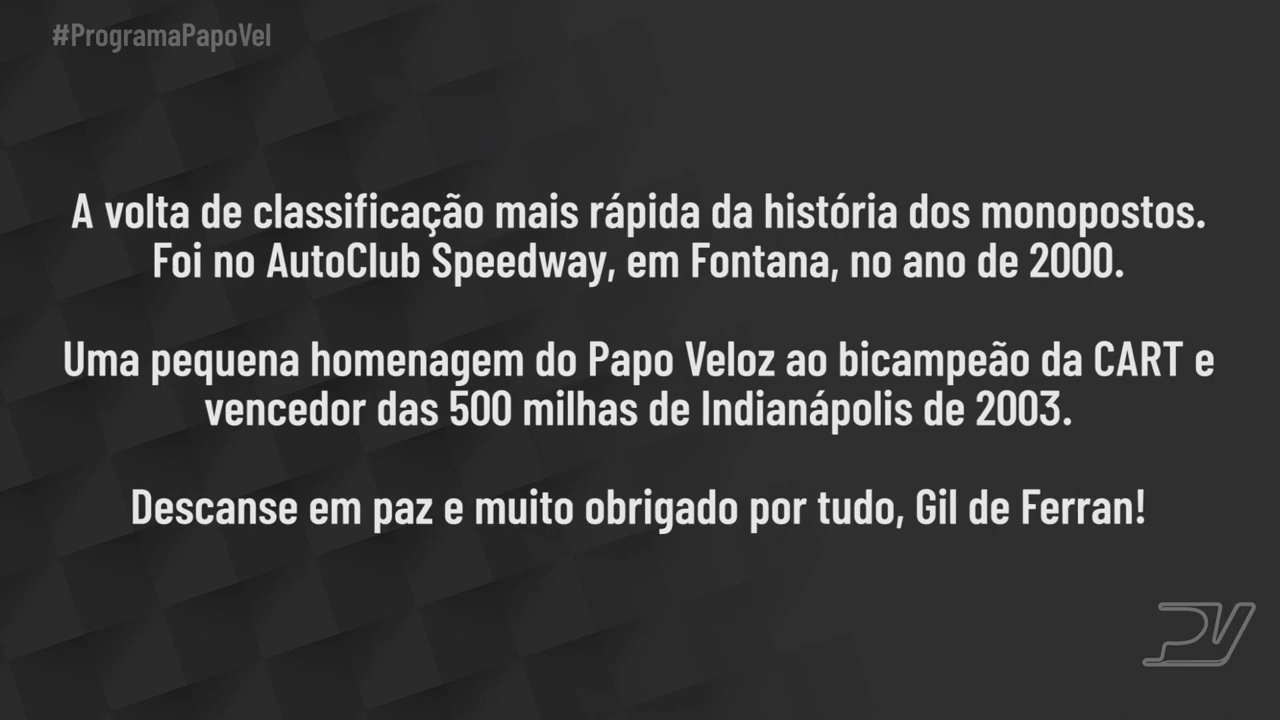 #ProgramaPapoVel
A volta de classificação mais rápida da história dos monopostos.
Foi no AutoClub Speedway, em Fontana, no ano de 2000.
Uma pequena homenagem do Papo Veloz ao bicampeão da CART e
vencedor das 500 milhas de Indianápolis de 2003.
Descanse em paz e muito obrigado por tudo, Gil de Ferran!
PV